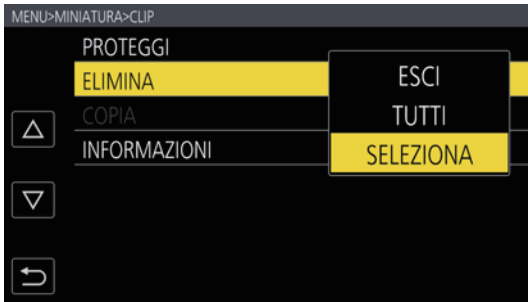 MENU>MINIATURA>CLIP
PROTEGGI
ELIMINA
COPIA
INFORMAZIONI
ESCI
TUTTI
SELEZIONA